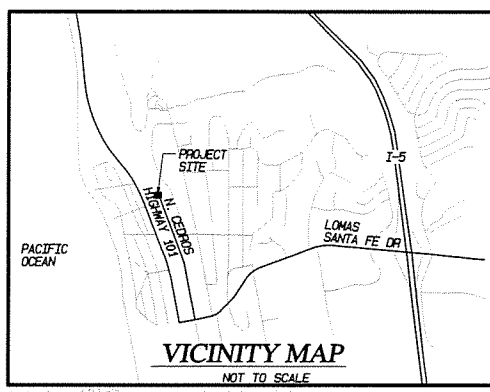 PROJECT
SITE
I-5
N. CEDROS
HIGHWAY 101
LOMAS
SANTA FE DR
PACIFIC
OCEAN
VICINITY MAP
NOT TO SCALE